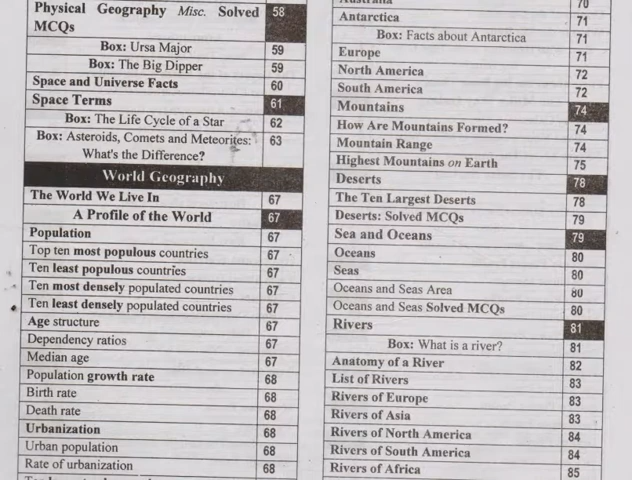 Physical Geography Misc. Solved 58
MCQs
Box: Ursa Major 59
Box: The Big Dipper 59
Space and Universe Facts 60
Space Terms 61
Box: The Life Cycle of a Star 62
Box: Asteroids, Comets and Meteorites: 63
What's the Difference?
World Geography
The World We Live In 67
A Profile of the World 67
Population 67
Top ten most populous countries 67
Ten least populous countries 67
Ten most densely populated countries 67
Ten least densely populated countries 67
Age structure 67
Dependency ratios 67
Median age 67
Population growth rate 68
Birth rate 68
Death rate 68
Urbanization 68
Urban population 68
Rate of urbanization 68
Australia 70
Antarctica 71
Box: Facts about Antarctica 71
Europe 71
North America 72
South America 72
Mountains 74
How Are Mountains Formed? 74
Mountain Range 74
Highest Mountains on Earth 75
Deserts 78
The Ten Largest Deserts 78
Deserts: Solved MCQs 79
Sea and Oceans 79
Oceans 80
Seas 80
Oceans and Seas Area 80
Oceans and Seas Solved MCQs 80
Rivers 81
Box: What is a river? 81
Anatomy of a River 82
List of Rivers 83
Rivers of Europe 83
Rivers of Asia 83
Rivers of North America 84
Rivers of South America 84
Rivers of Africa 85